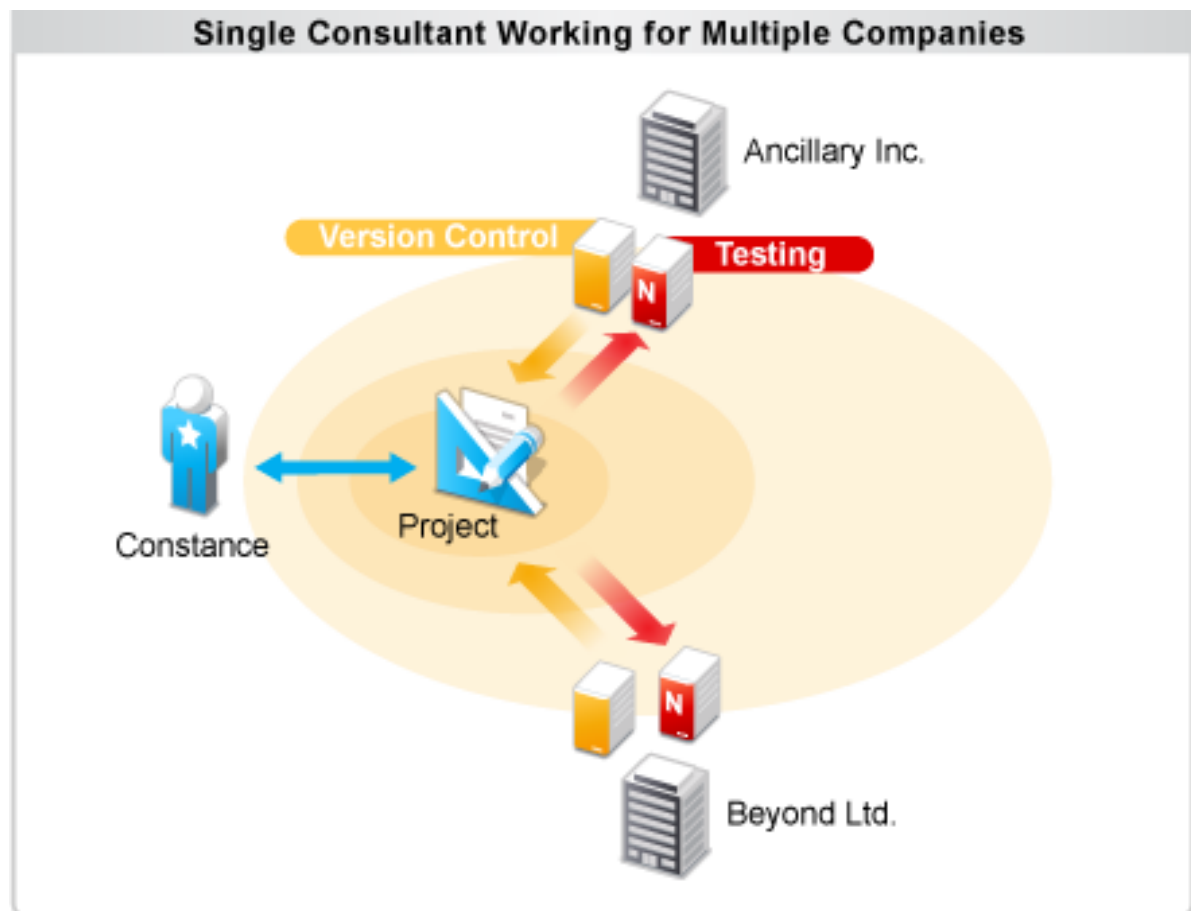 Single Consultant Working for Multiple Companies
Ancillary Inc.
Version Control
Testing
N
Project
Constance
N
Beyond Ltd.